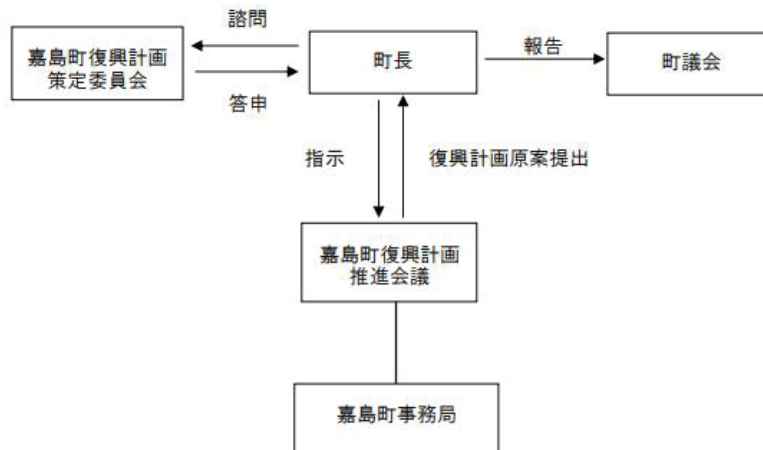 諮問
嘉島町復興計画
策定委員会
答申
町長
報告
町議会
指示
復興計画原案提出
嘉島町復興計画
推進会議
嘉島町事務局